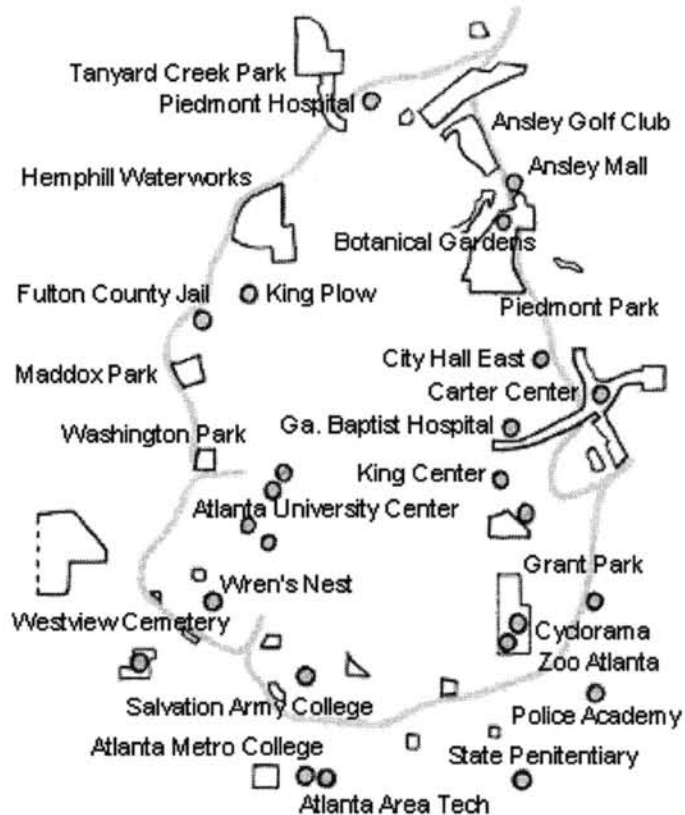 Tanyard Creek Park
Piedmont Hospital
Ansley Golf Club
Ansley Mall
Hemphill Waterworks
Botanical Gardens
Fulton County Jail
King Plow
Piedmont Park
City Hall East
Maddox Park
Carter Center
Washington Park
Ga. Baptist Hospital
King Center
Atlanta University Center
Grant Park
Wren's Nest
Westview Cemetery
Cyclorama
Zoo Atlanta
Salvation Army College
Police Academy
Atlanta Metro College
State Penitentiary
Atlanta Area Tech